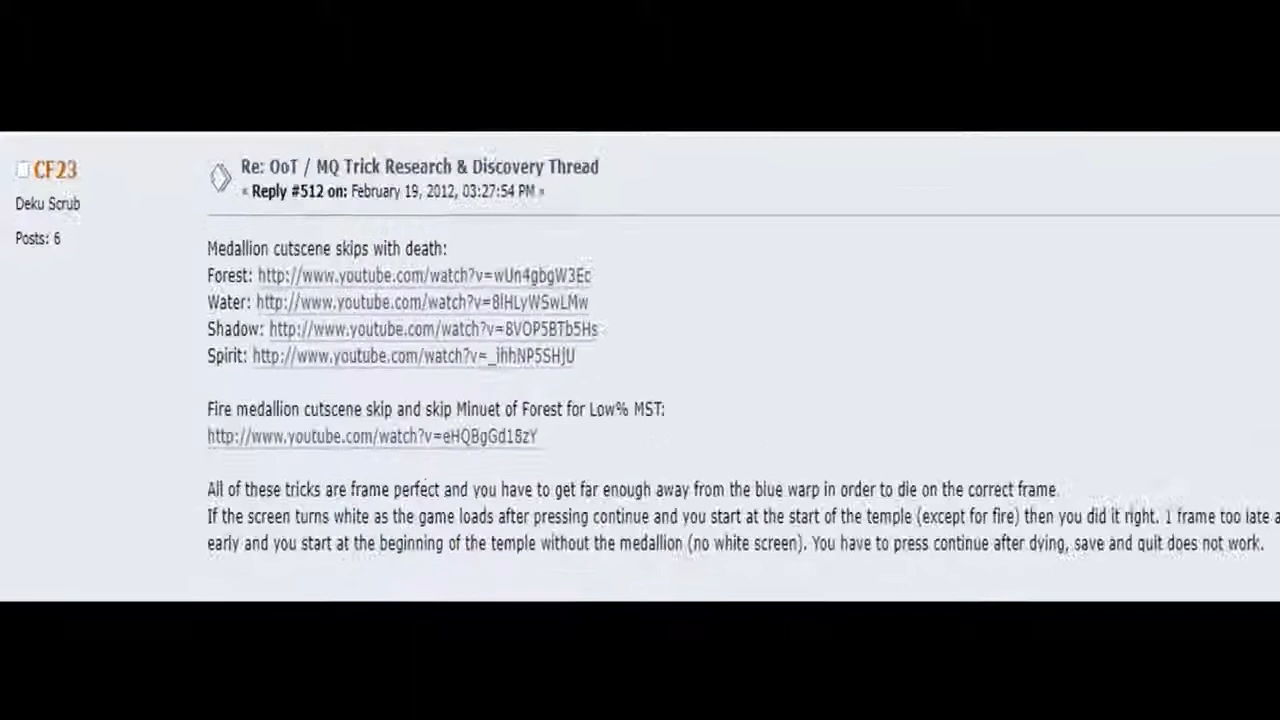 CF23
Deku Scrub
Posts: 6
Re: OoT / MQ Trick Research & Discovery Thread
« Reply #512 on: February 19, 2012, 03:27:54 PM »
Medallion cutscene skips with death:
Forest: http://www.youtube.com/watch?v=wUn4gbgW3Ec
Water: http://www.youtube.com/watch?v=8lHLyWSwLMw
Shadow: http://www.youtube.com/watch?v=8VOP5BTb5Hs
Spirit: http://www.youtube.com/watch?v=_ihhNP5SHJU
Fire medallion cutscene skip and skip Minuet of Forest for Low% MST:
http://www.youtube.com/watch?v=eHQBgGd18zY
All of these tricks are frame perfect and you have to get far enough away from the blue warp in order to die on the correct frame.
If the screen turns white as the game loads after pressing continue and you start at the start of the temple (except for fire) then you did it right. 1 frame too late
early and you start at the beginning of the temple without the medallion (no white screen). You have to press continue after dying, save and quit does not work.